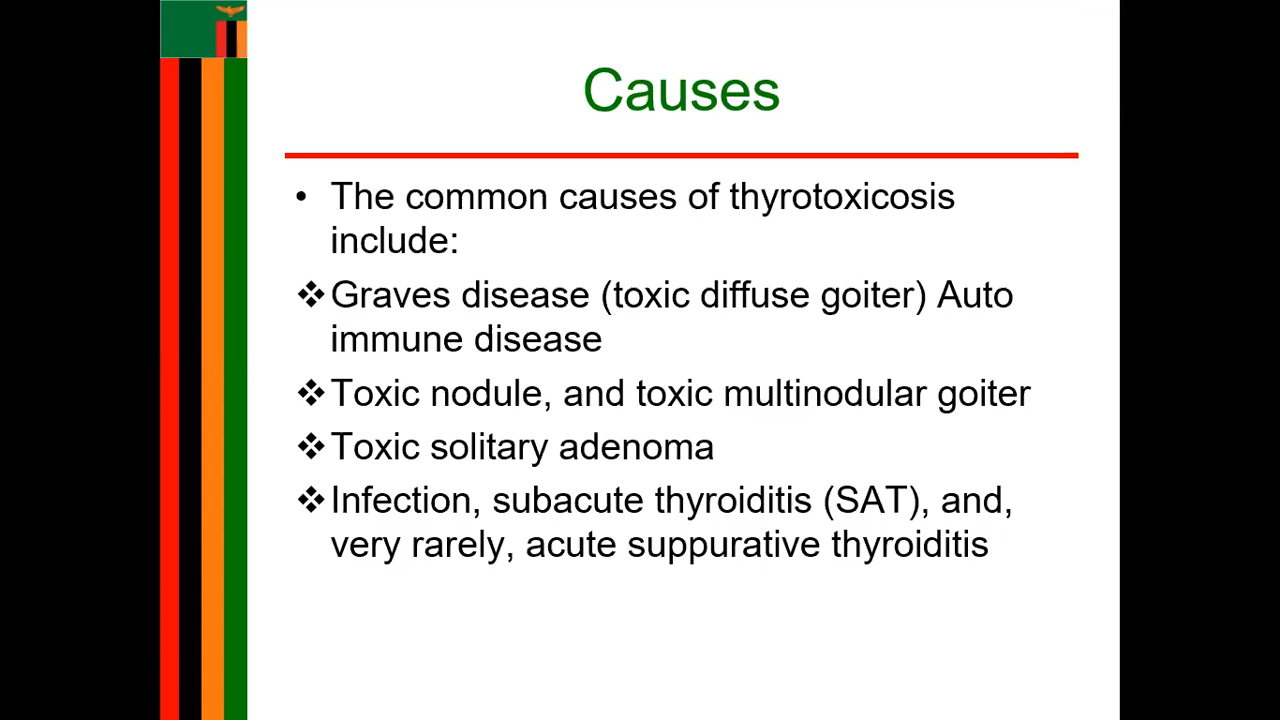 Causes
• The common causes of thyrotoxicosis
include:
❖Graves disease (toxic diffuse goiter) Auto
immune disease
❖Toxic nodule, and toxic multinodular goiter
❖Toxic solitary adenoma
❖Infection, subacute thyroiditis (SAT), and,
very rarely, acute suppurative thyroiditis